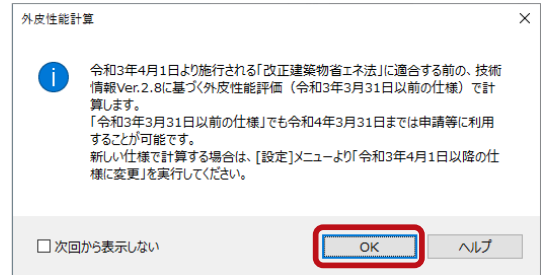 外皮性能計算
令和3年4月1日より施行される「改正建築物省エネ法」に適合する前の、技術
情報Ver.2.8に基づく外皮性能評価（令和3年3月31日以前の仕様）で計
算します。
「令和3年3月31日以前の仕様」でも令和4年3月31日までは申請等に利用
することが可能です。
新しい仕様で計算する場合は、[設定]メニューより「令和3年4月1日以降の仕
様に変更」を実行してください。
次回から表示しない
OK
ヘルプ